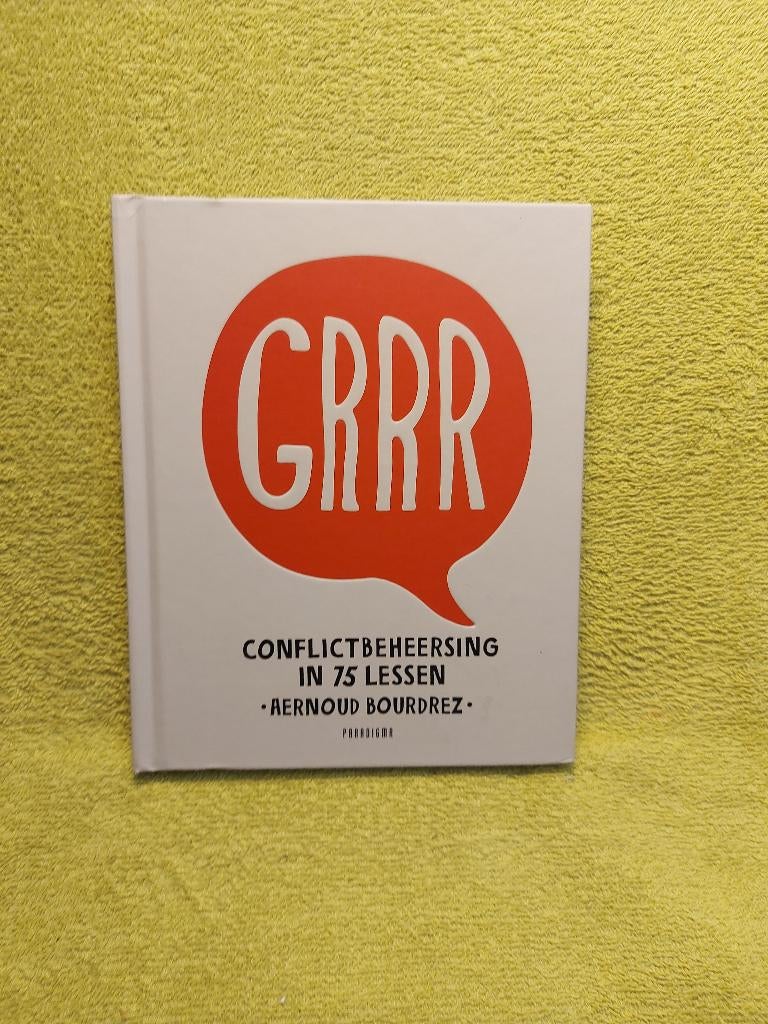 GRRR
CONFLICTBEHEERSING
IN 75 LESSEN
·AERNOUD BOURDREZ·
PARADIGMA